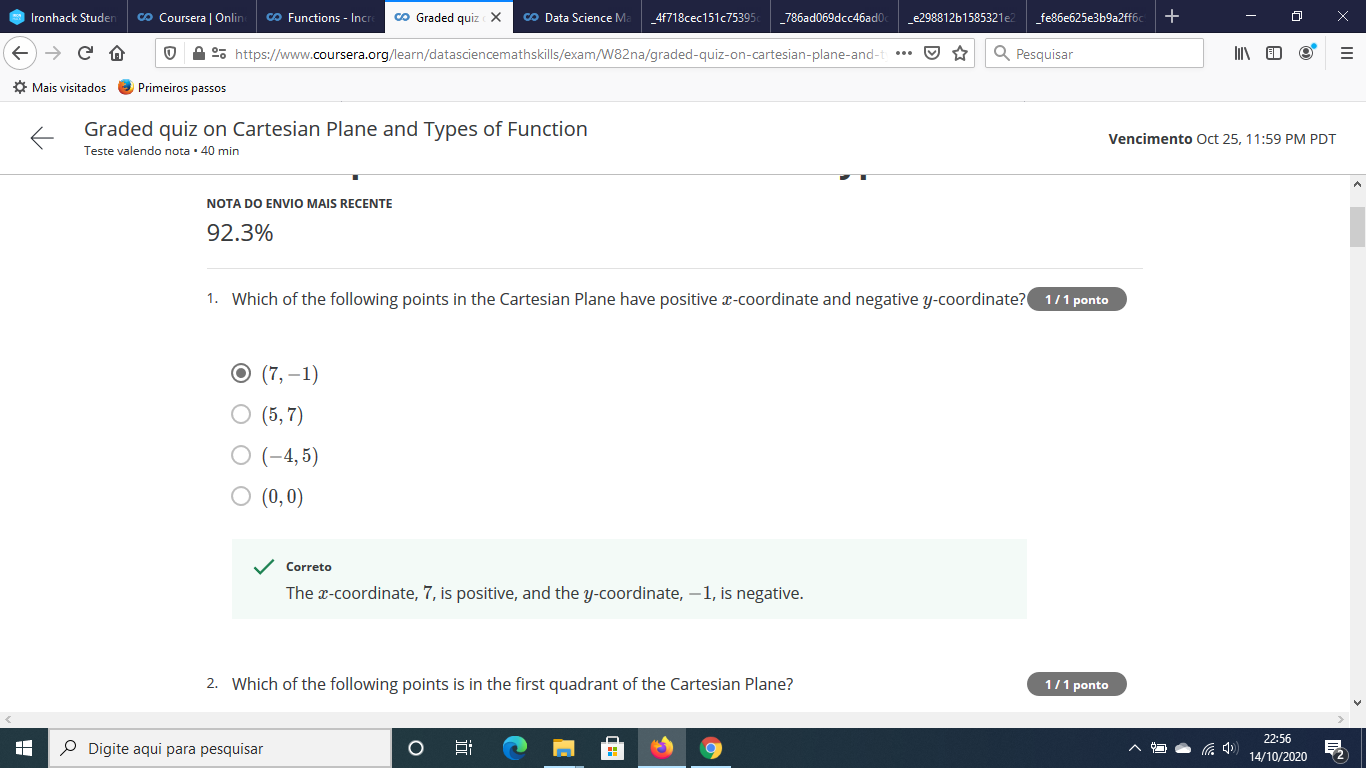 Ironhack Studen
Coursera | Onlin
Functions - Incre
Graded quiz
Data Science Ma
_4f718cec151c75395
_786ad069dcc46ad0
_e298812b1585321e2
_fe86e625e3b9a2ff6c
https://www.coursera.org/learn/datasciencemathskills/exam/W82na/graded-quiz-on-cartesian-plane-and-t
Pesquisar
Mais visitados
Primeiros passos
Graded quiz on Cartesian Plane and Types of Function
Teste valendo nota • 40 min
Vencimento Oct 25, 11:59 PM PDT
NOTA DO ENVIO MAIS RECENTE
92.3%
1. Which of the following points in the Cartesian Plane have positive x-coordinate and negative y-coordinate?
1 / 1 ponto
(7, −1)
(5, 7)
(−4, 5)
(0, 0)
Correto
The x-coordinate, 7, is positive, and the y-coordinate, −1, is negative.
2. Which of the following points is in the first quadrant of the Cartesian Plane?
1 / 1 ponto
Digite aqui para pesquisar
22:56
14/10/2020
2